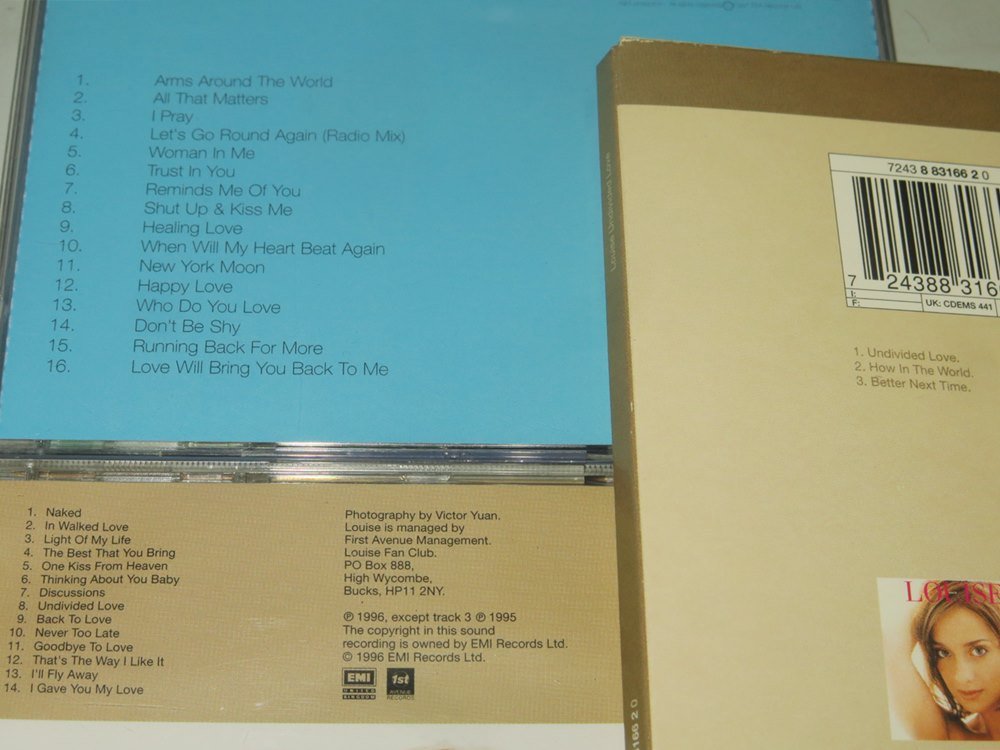 1. Arms Around The World
2. All That Matters
3. I Pray
4. Let's Go Round Again (Radio Mix)
5. Woman In Me
6. Trust In You
7. Reminds Me Of You
8. Shut Up & Kiss Me
9. Healing Love
10. When Will My Heart Beat Again
11. New York Moon
12. Happy Love
13. Who Do You Love
14. Don't Be Shy
15. Running Back For More
16. Love Will Bring You Back To Me
1. Naked
2. In Walked Love
3. Light Of My Life
4. The Best That You Bring
5. One Kiss From Heaven
6. Thinking About You Baby
7. Discussions
8. Undivided Love
9. Back To Love
10. Never Too Late
11. Goodbye To Love
12. That's The Way I Like It
13. I'll Fly Away
14. I Gave You My Love
Photography by Victor Yuan.
Louise is managed by
First Avenue Management.
Louise Fan Club.
PO Box 888,
High Wycombe,
Bucks, HP11 2NY.
℗ 1996, except track 3 ℗ 1995
The copyright in this sound
recording is owned by EMI Records Ltd.
© 1996 EMI Records Ltd.
EMI
UNITED
KINGDOM
1st
AVENUE
RECORDS
Louise Undivided Love
7243 8 83166 2 0
7 24388 316
I:
F:
UK: CDEMS 441
1. Undivided Love.
2. How In The World.
3. Better Next Time.
LOUISE
166 2 0